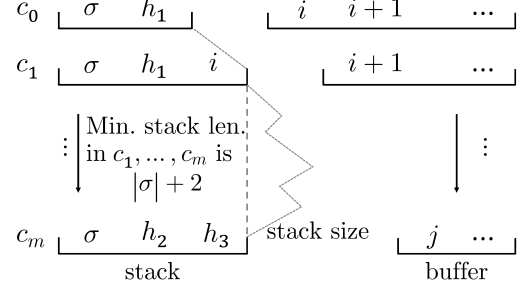 c₀ σ h₁ i i + 1 ...
c₁ σ h₁ i i + 1 ...
⋮ Min. stack len. ⋮
in c₁, ... , cₘ is
|σ| + 2
cₘ σ h₂ h₃ stack size j ...
stack buffer